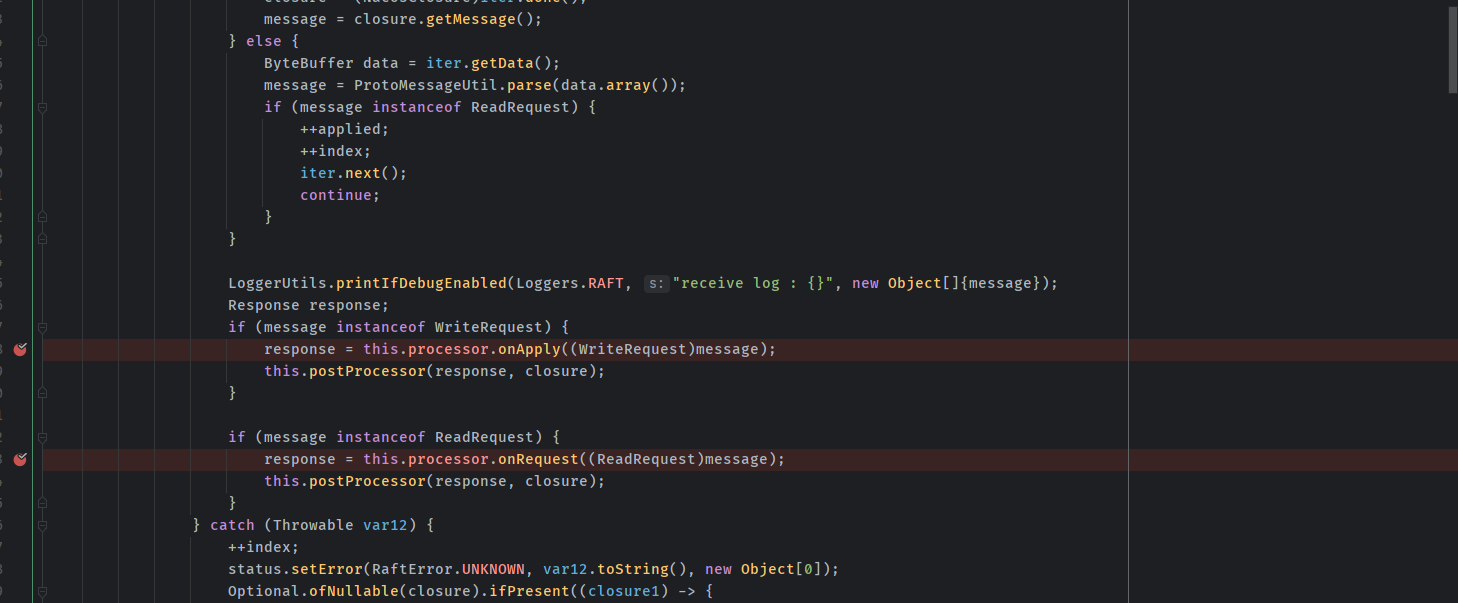 message = closure.getMessage();
} else {
ByteBuffer data = iter.getData();
message = ProtoMessageUtil.parse(data.array());
if (message instanceof ReadRequest) {
++applied;
++index;
iter.next();
continue;
}
}
LoggerUtils.printIfDebugEnabled(Loggers.RAFT, s: "receive log : {}", new Object[]{message});
Response response;
if (message instanceof WriteRequest) {
response = this.processor.onApply((WriteRequest)message);
this.postProcessor(response, closure);
}
if (message instanceof ReadRequest) {
response = this.processor.onRequest((ReadRequest)message);
this.postProcessor(response, closure);
}
} catch (Throwable var12) {
++index;
status.setError(RaftError.UNKNOWN, var12.toString(), new Object[0]);
Optional.ofNullable(closure).ifPresent((closure1) -> {